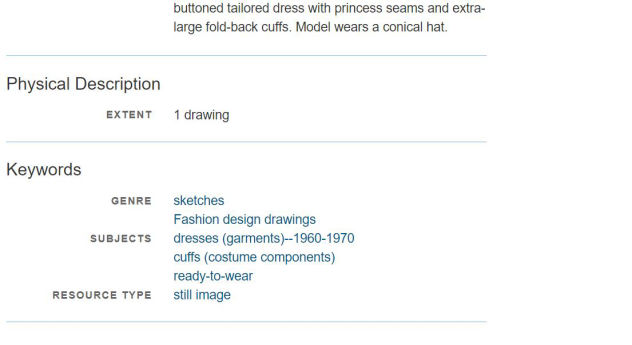 buttoned tailored dress with princess seams and extra-
large fold-back cuffs. Model wears a conical hat.
Physical Description
EXTENT 1 drawing
Keywords
GENRE sketches
Fashion design drawings
SUBJECTS dresses (garments)--1960-1970
cuffs (costume components)
ready-to-wear
RESOURCE TYPE still image